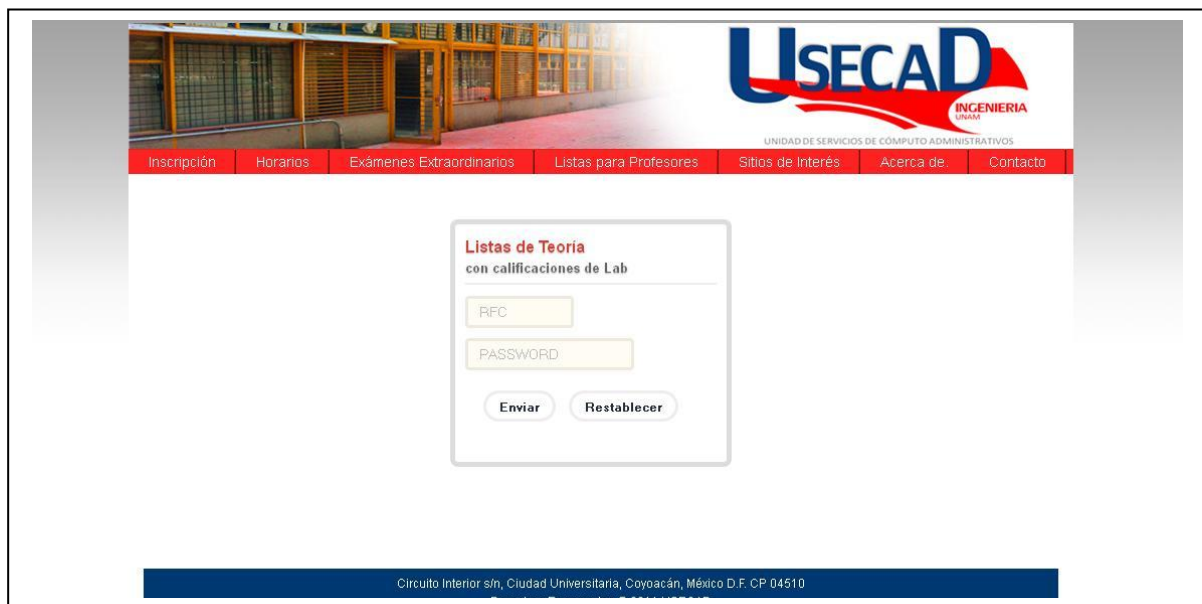 USECAD
INGENIERIA
UNAM
UNIDAD DE SERVICIOS DE CÓMPUTO ADMINISTRATIVOS
Inscripción Horarios Exámenes Extraordinarios Listas para Profesores Sitios de Interés Acerca de. Contacto
Listas de Teoría
con calificaciones de Lab
RFC
PASSWORD
Enviar Restablecer
Circuito Interior s/n, Ciudad Universitaria, Coyoacán, México D.F. CP 04510